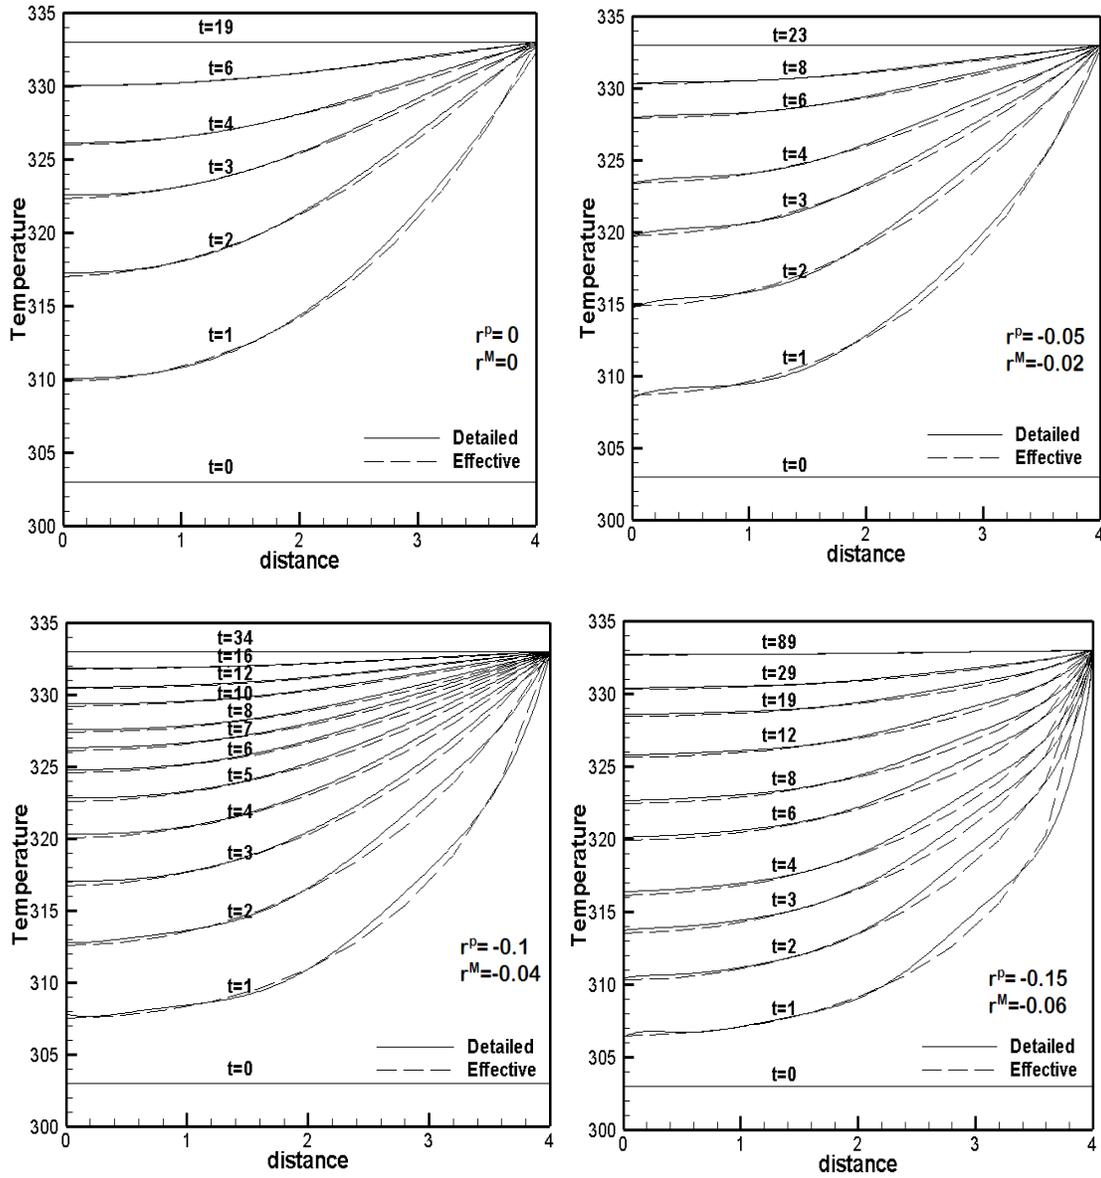 335
t=19
330
t=6
t=4
325
t=3
Temperature
320
t=2
315
t=1
r^p= 0
r^M=0
310
Detailed
305
Effective
t=0
300
0 1 2 3 4
distance
335
t=23
t=8
330
t=6
325
t=4
t=3
Temperature
320
t=2
315
r^p= -0.05
t=1
r^M=-0.02
310
Detailed
305
Effective
t=0
300
0 1 2 3 4
distance
335
t=34
t=16
t=12
330
t=10
t=8
t=7
t=6
325
t=5
t=4
Temperature
320
t=3
315
t=2
r^p= -0.1
r^M=-0.04
310
t=1
305
Detailed
t=0
Effective
300
0 1 2 3 4
distance
335
t=89
t=29
330
t=19
t=12
325
t=8
t=6
Temperature
320
t=4
t=3
315
t=2
r^p= -0.15
310
t=1
r^M=-0.06
305
Detailed
Effective
t=0
300
0 1 2 3 4
distance